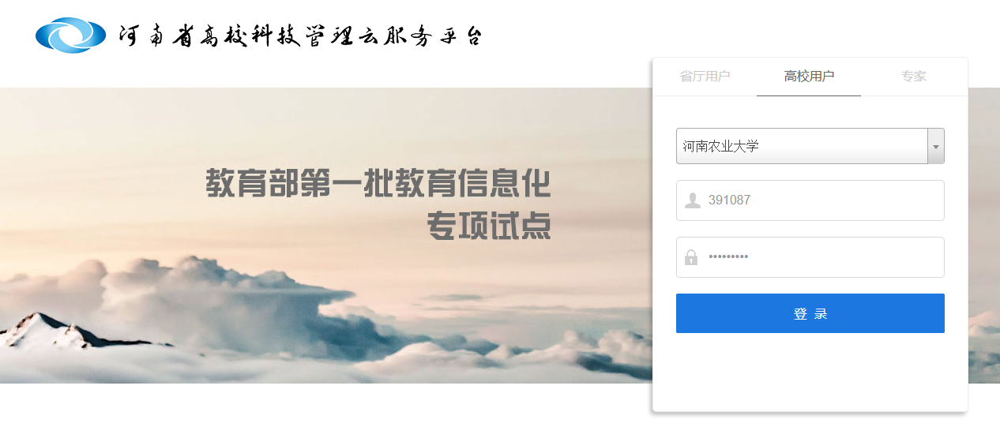 河南省高校科技管理云服务平台
省厅用户 高校用户 专家
河南农业大学
教育部第一批教育信息化
专项试点
391087
•••••••••
登 录